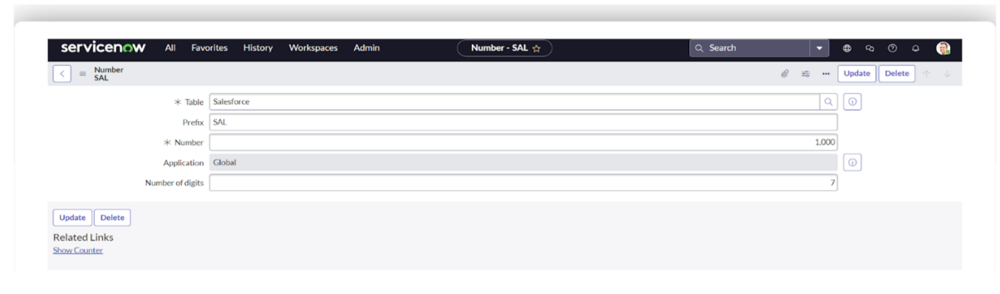 servicenow All Favorites History Workspaces Admin Number - SAL Search
Number
SAL
Update Delete
Table Salesforce
Prefix SAL
Number 1,000
Application Global
Number of digits 7
Update Delete
Related Links
Show Counter